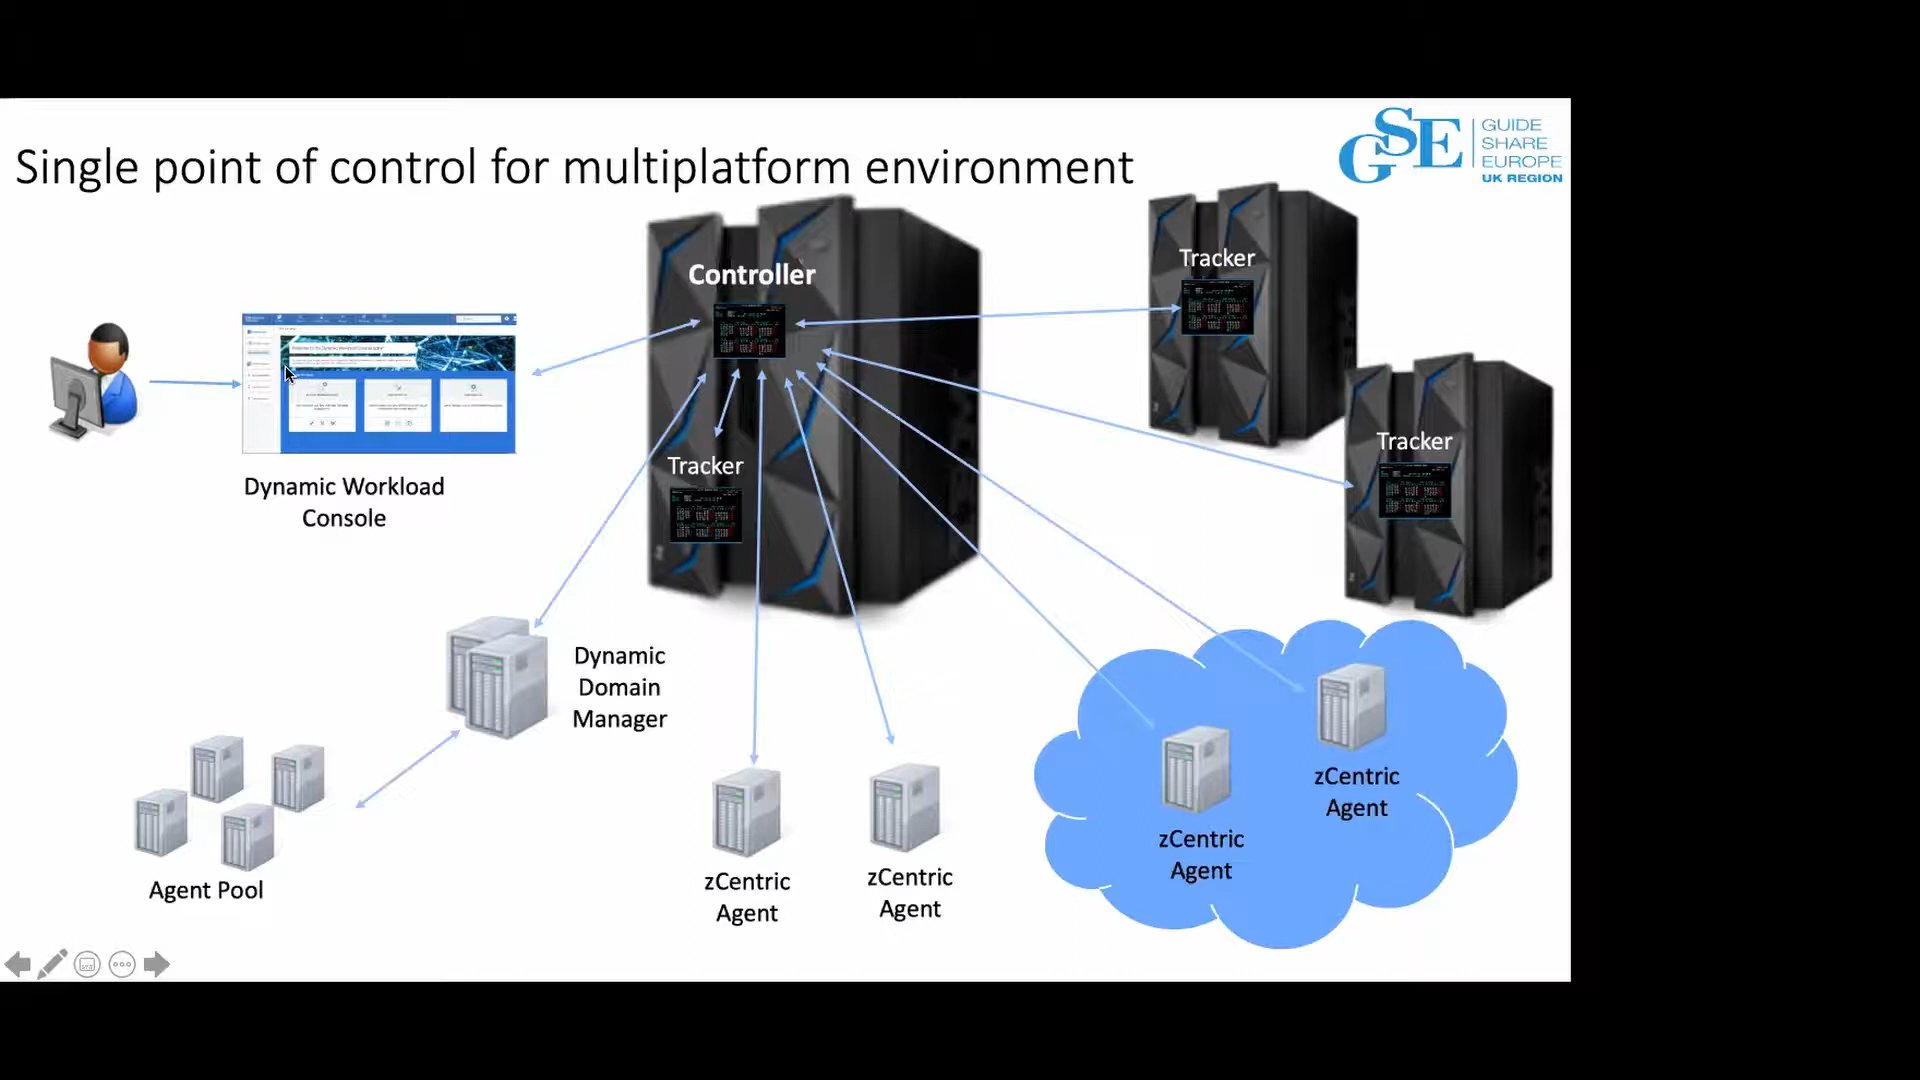 Single point of control for multiplatform environment
GSE
GUIDE
SHARE
EUROPE
UK REGION
Controller
Tracker
Tracker
Tracker
Dynamic Workload
Console
Dynamic
Domain
Manager
Agent Pool
zCentric
Agent
zCentric
Agent
zCentric
Agent
zCentric
Agent